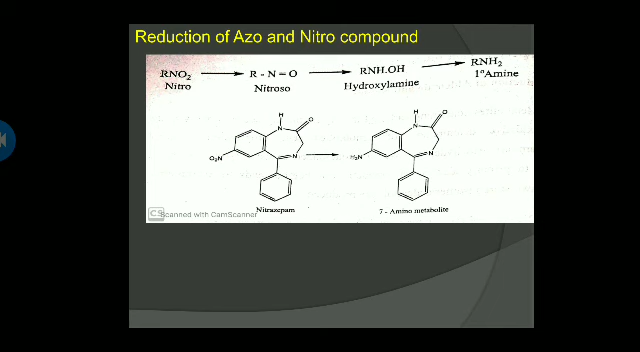 Reduction of Azo and Nitro compound
RNO₂ → R - N = O → RNH.OH → RNH₂
Nitro Nitroso Hydroxylamine 1°Amine
H H
N O N O
O₂N N → H₂N N
Nitrazepam 7 - Amino metabolite
CS Scanned with CamScanner